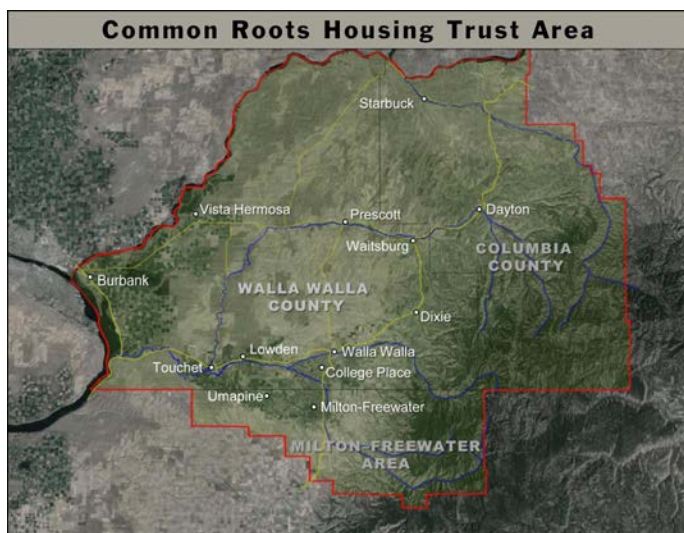 Common Roots Housing Trust Area
Starbuck
Vista Hermosa
Prescott
Dayton
Waitsburg
COLUMBIA
COUNTY
Burbank
WALLA WALLA
COUNTY
Dixie
Lowden
Walla Walla
Touchet
College Place
Umapine
Milton-Freewater
MILTON-FREEWATER
AREA